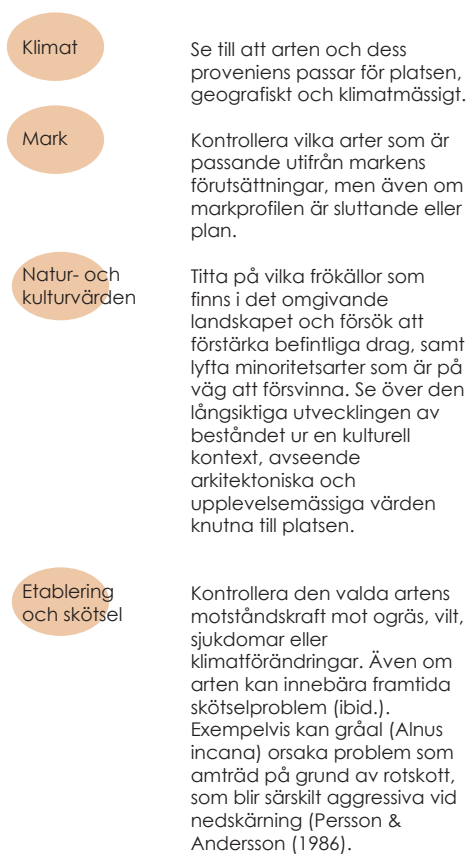 Klimat
Se till att arten och dess
proveniens passar för platsen,
geografiskt och klimatmässigt.
Mark
Kontrollera vilka arter som är
passande utifrån markens
förutsättningar, men även om
markprofilen är sluttande eller
plan.
Natur- och
kulturvärden
Titta på vilka frökällor som
finns i det omgivande
landskapet och försök att
förstärka befintliga drag, samt
lyfta minoritetsarter som är på
väg att försvinna. Se över den
långsiktiga utvecklingen av
beståndet ur en kulturell
kontext, avseende
arkitektoniska och
upplevelsemässiga värden
knutna till platsen.
Etablering
och skötsel
Kontrollera den valda artens
motståndskraft mot ogräs, vilt,
sjukdomar eller
klimatförändringar. Även om
arten kan innebära framtida
skötselproblem (ibid.).
Exempelvis kan gråal (Alnus
incana) orsaka problem som
amträd på grund av rotskott,
som blir särskilt aggressiva vid
nedskärning (Persson &
Andersson (1986).